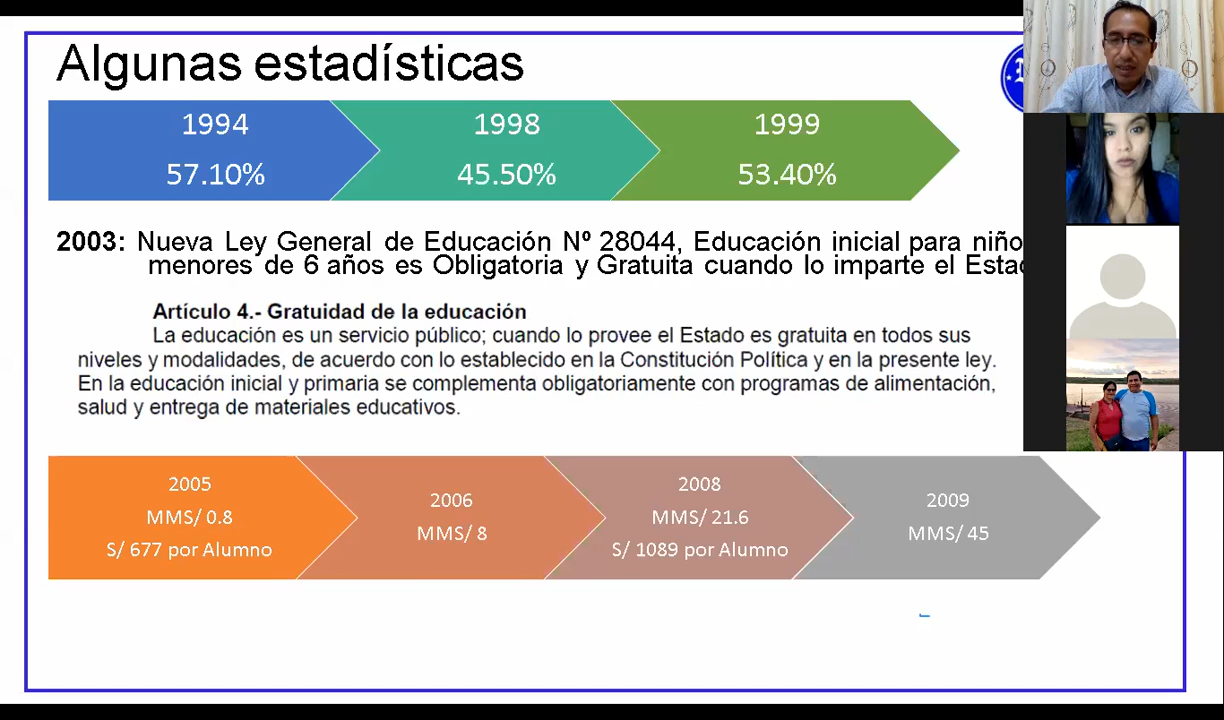 Algunas estadísticas
1994
57.10%
1998
45.50%
1999
53.40%
2003: Nueva Ley General de Educación Nº 28044, Educación inicial para niño
menores de 6 años es Obligatoria y Gratuita cuando lo imparte el
Artículo 4.- Gratuidad de la educación
La educación es un servicio público; cuando lo provee el Estado es gratuita en todos sus
niveles y modalidades, de acuerdo con lo establecido en la Constitución Política y en la presente ley.
En la educación inicial y primaria se complementa obligatoriamente con programas de alimentación,
salud y entrega de materiales educativos.
2005
MMS/ 0.8
S/ 677 por Alumno
2006
MMS/ 8
2008
MMS/ 21.6
S/ 1089 por Alumno
2009
MMS/ 45